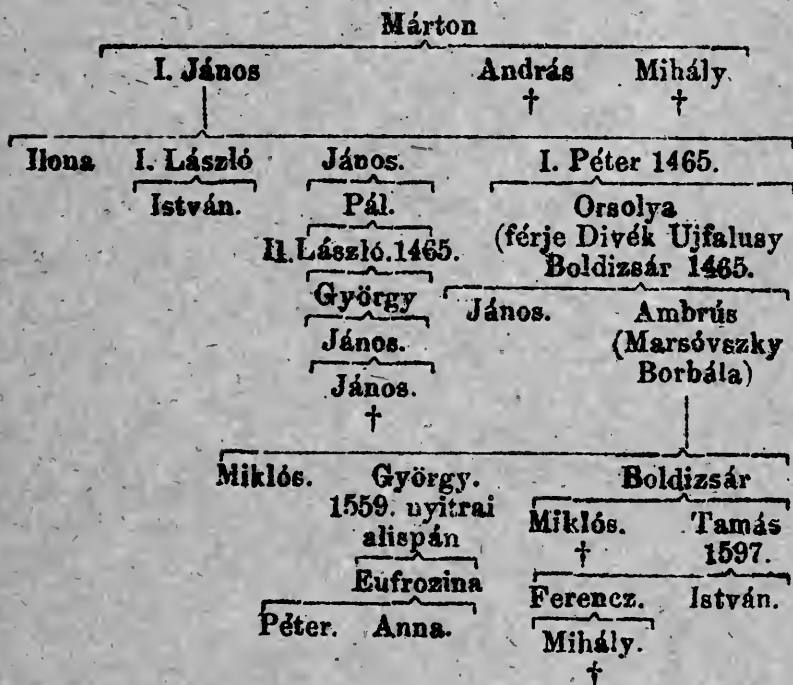 Márton
I. János András Mihály.
† †
Ilona I. László János. I. Péter 1465.
István. Pál. Orsolya
II. László. 1465. (férje Divék Ujfalusy
Boldizsár 1465.
György János. Ambrús
János. (Marsóvszky
Borbála)
János.
†
Miklós. György. Boldizsár
1559. nyitrai Miklós. Tamás
alispán † 1597.
Eufrozina Ferencz. István.
Péter. Anna. Mihály.
†